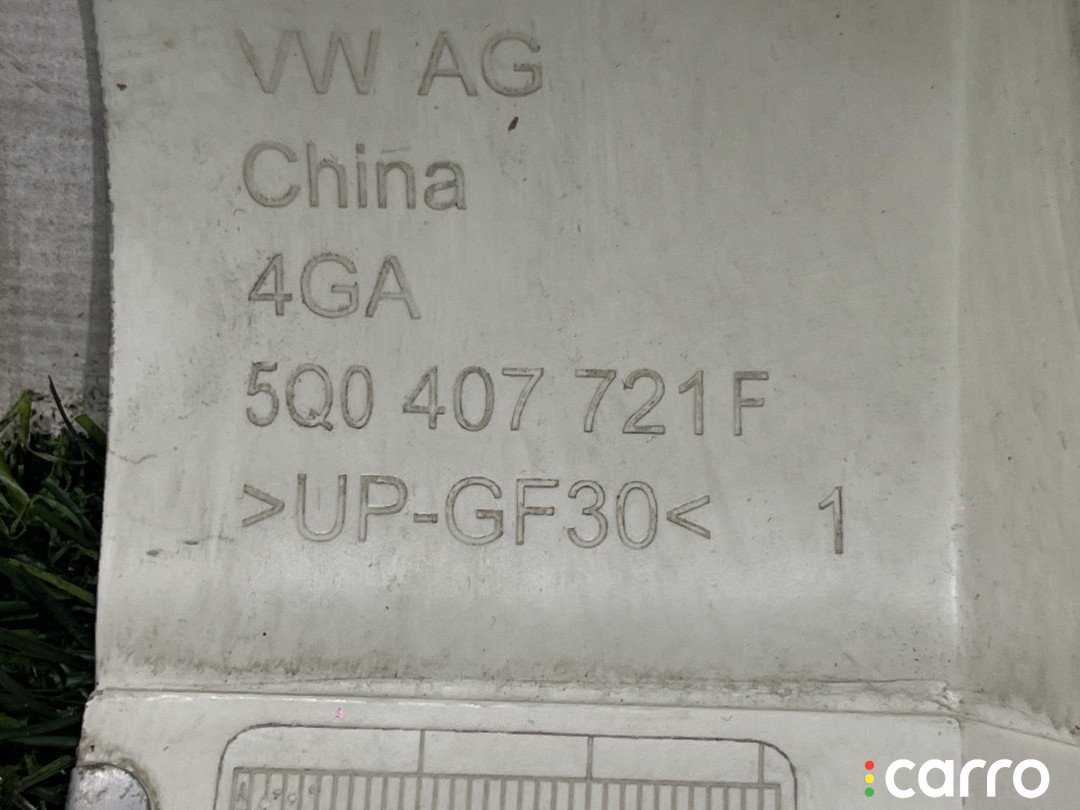 VW AG
China
4GA
5Q0 407 721 F
>UP-GF30< 1
carro